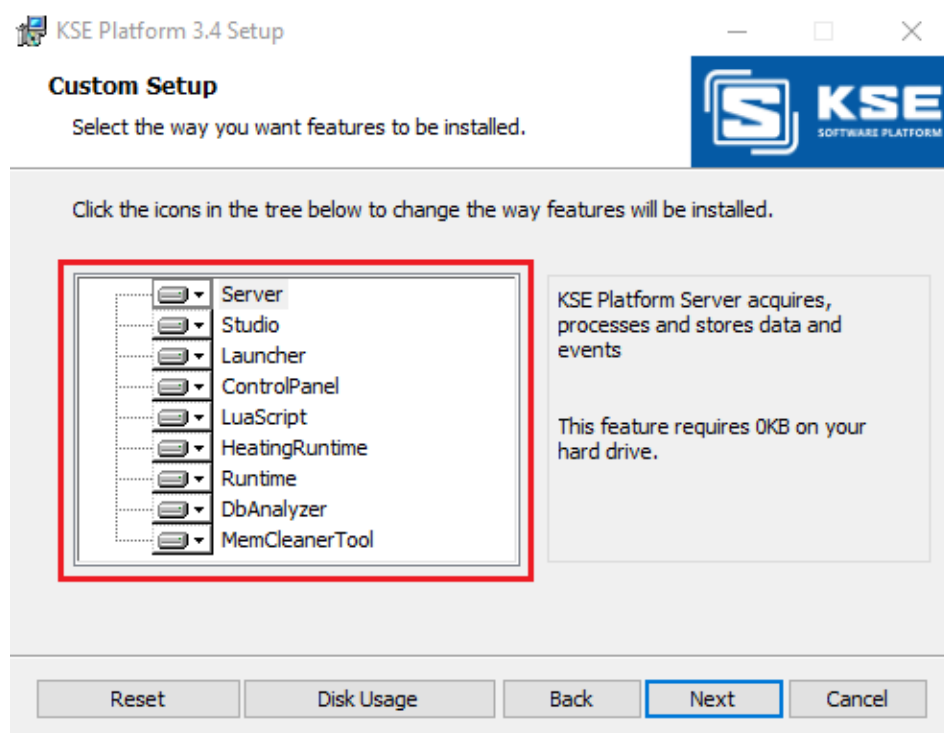 KSE Platform 3.4 Setup
Custom Setup
Select the way you want features to be installed.
S KSE
SOFTWARE PLATFORM
Click the icons in the tree below to change the way features will be installed.
Server
Studio
Launcher
ControlPanel
LuaScript
HeatingRuntime
Runtime
DbAnalyzer
MemCleanerTool
KSE Platform Server acquires,
processes and stores data and
events
This feature requires 0KB on your
hard drive.
Reset
Disk Usage
Back
Next
Cancel